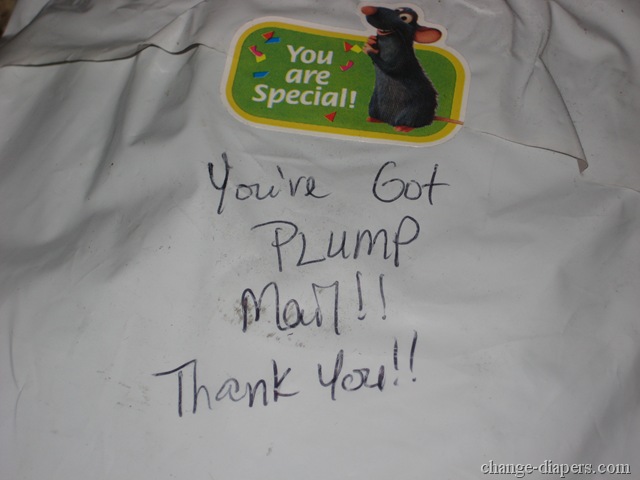 You
are
Special!
You've Got
PLUMP
Mail!!
Thank You!!
change-diapers.com